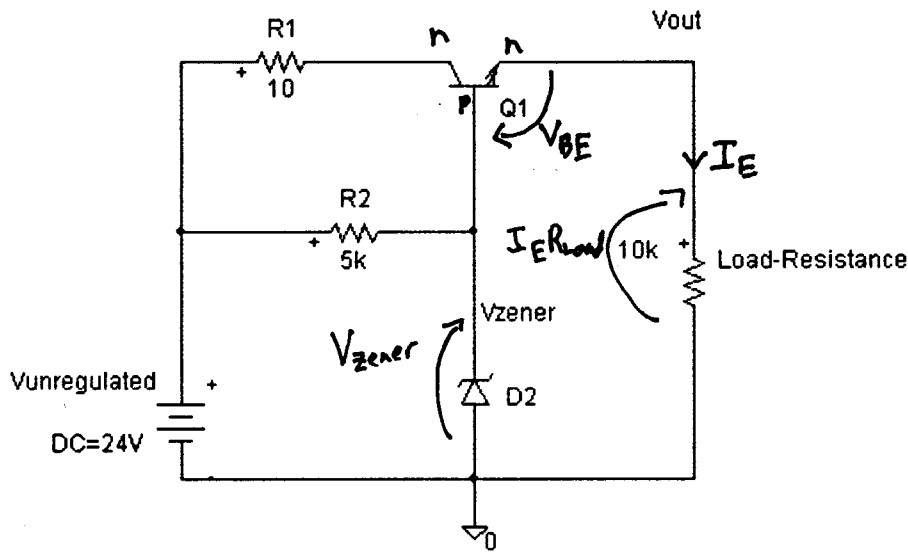 Vout
R1
n
n
+
10
P
Q1
VBE
IE
R2
+
5k
IERLoad
10k
+
Load-Resistance
Vzener
Vzener
Vunregulated
+
D2
DC=24V
0